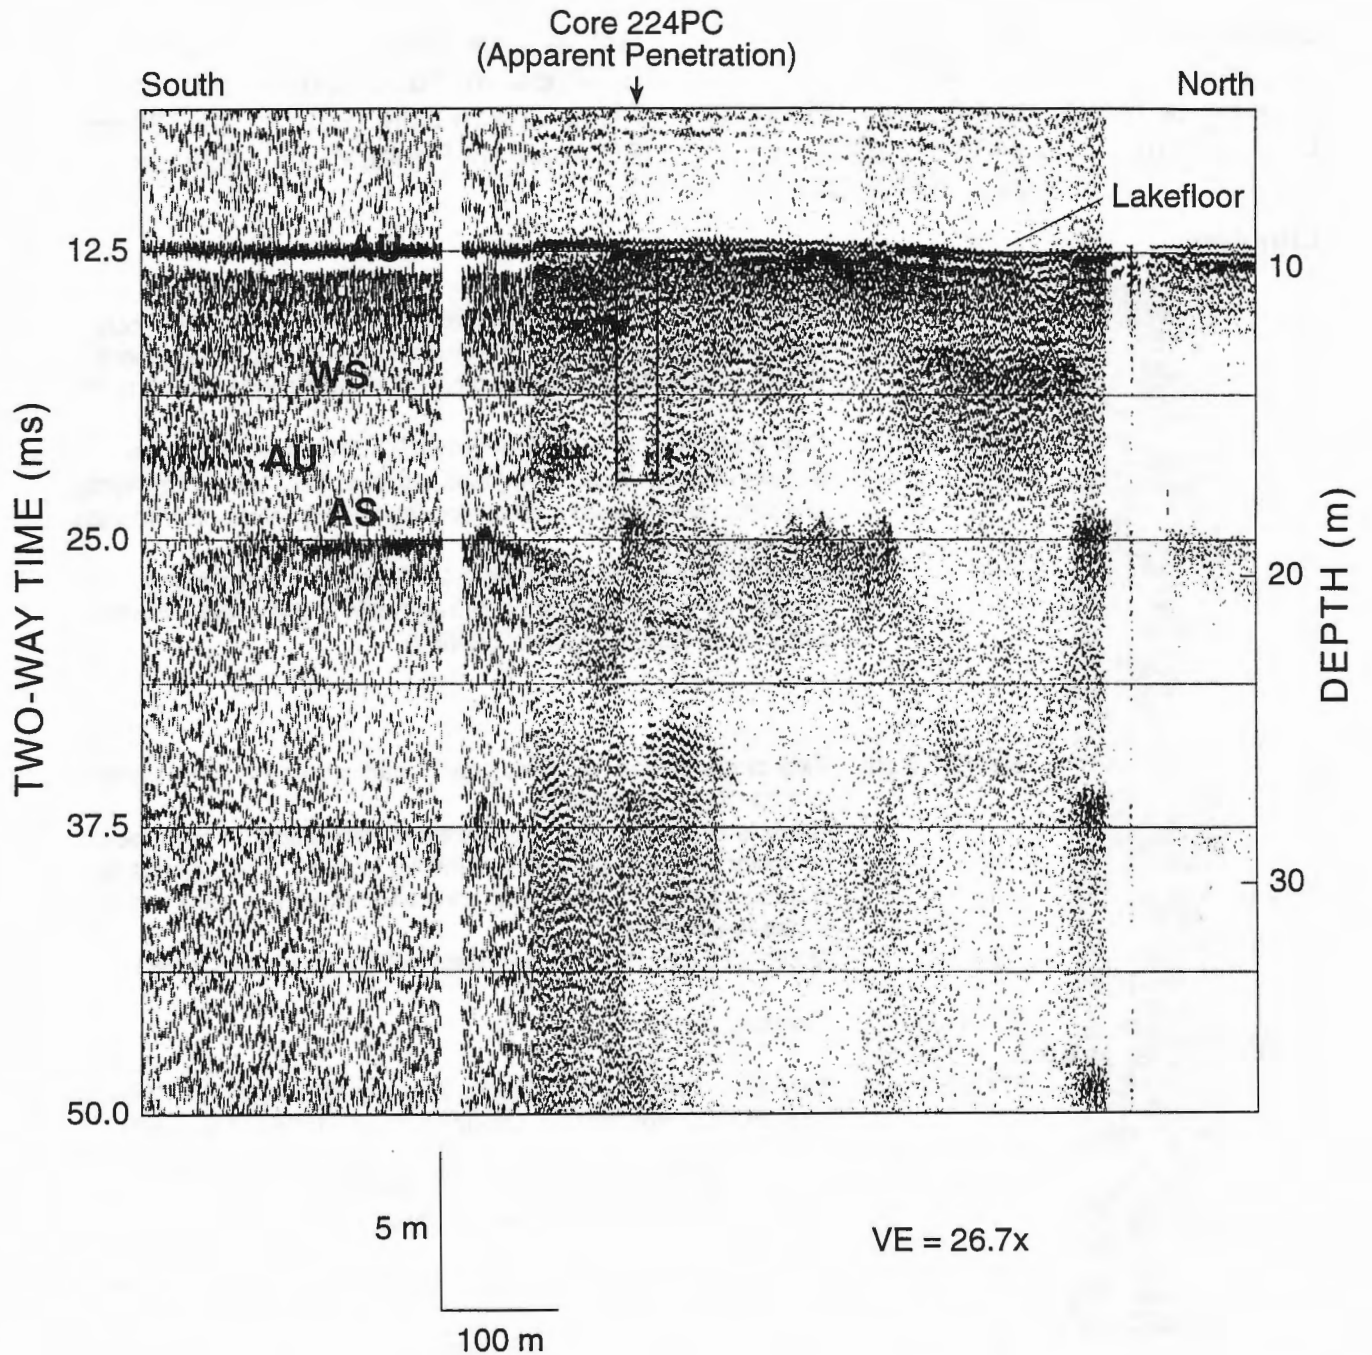 Core 224PC
(Apparent Penetration)
South
North
Lakefloor
12.5
AU
10
WS
AU
AS
25.0
20
TWO-WAY TIME (ms)
DEPTH (m)
37.5
30
50.0
5 m
VE = 26.7x
100 m